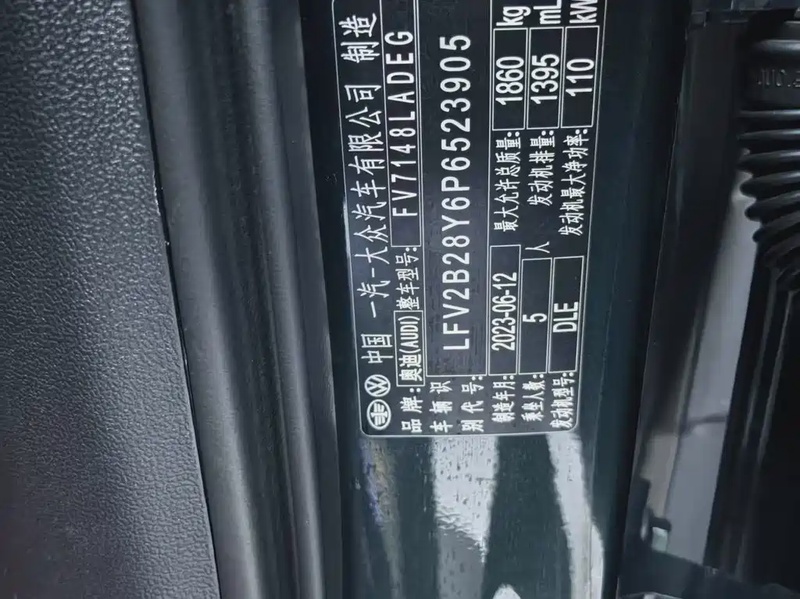 中国 一汽-大众汽车有限公司 制造
品牌: 奥迪(AUDI) 整车型号: FV7148LADEG
车辆识别代号: LFV2B28Y6P6523905
制造年月: 2023-06-12 最大允许总质量: 1860 kg
乘坐人数: 5 人 发动机排量: 1395 mL
发动机型号: DLE 发动机最大净功率: 110 kW